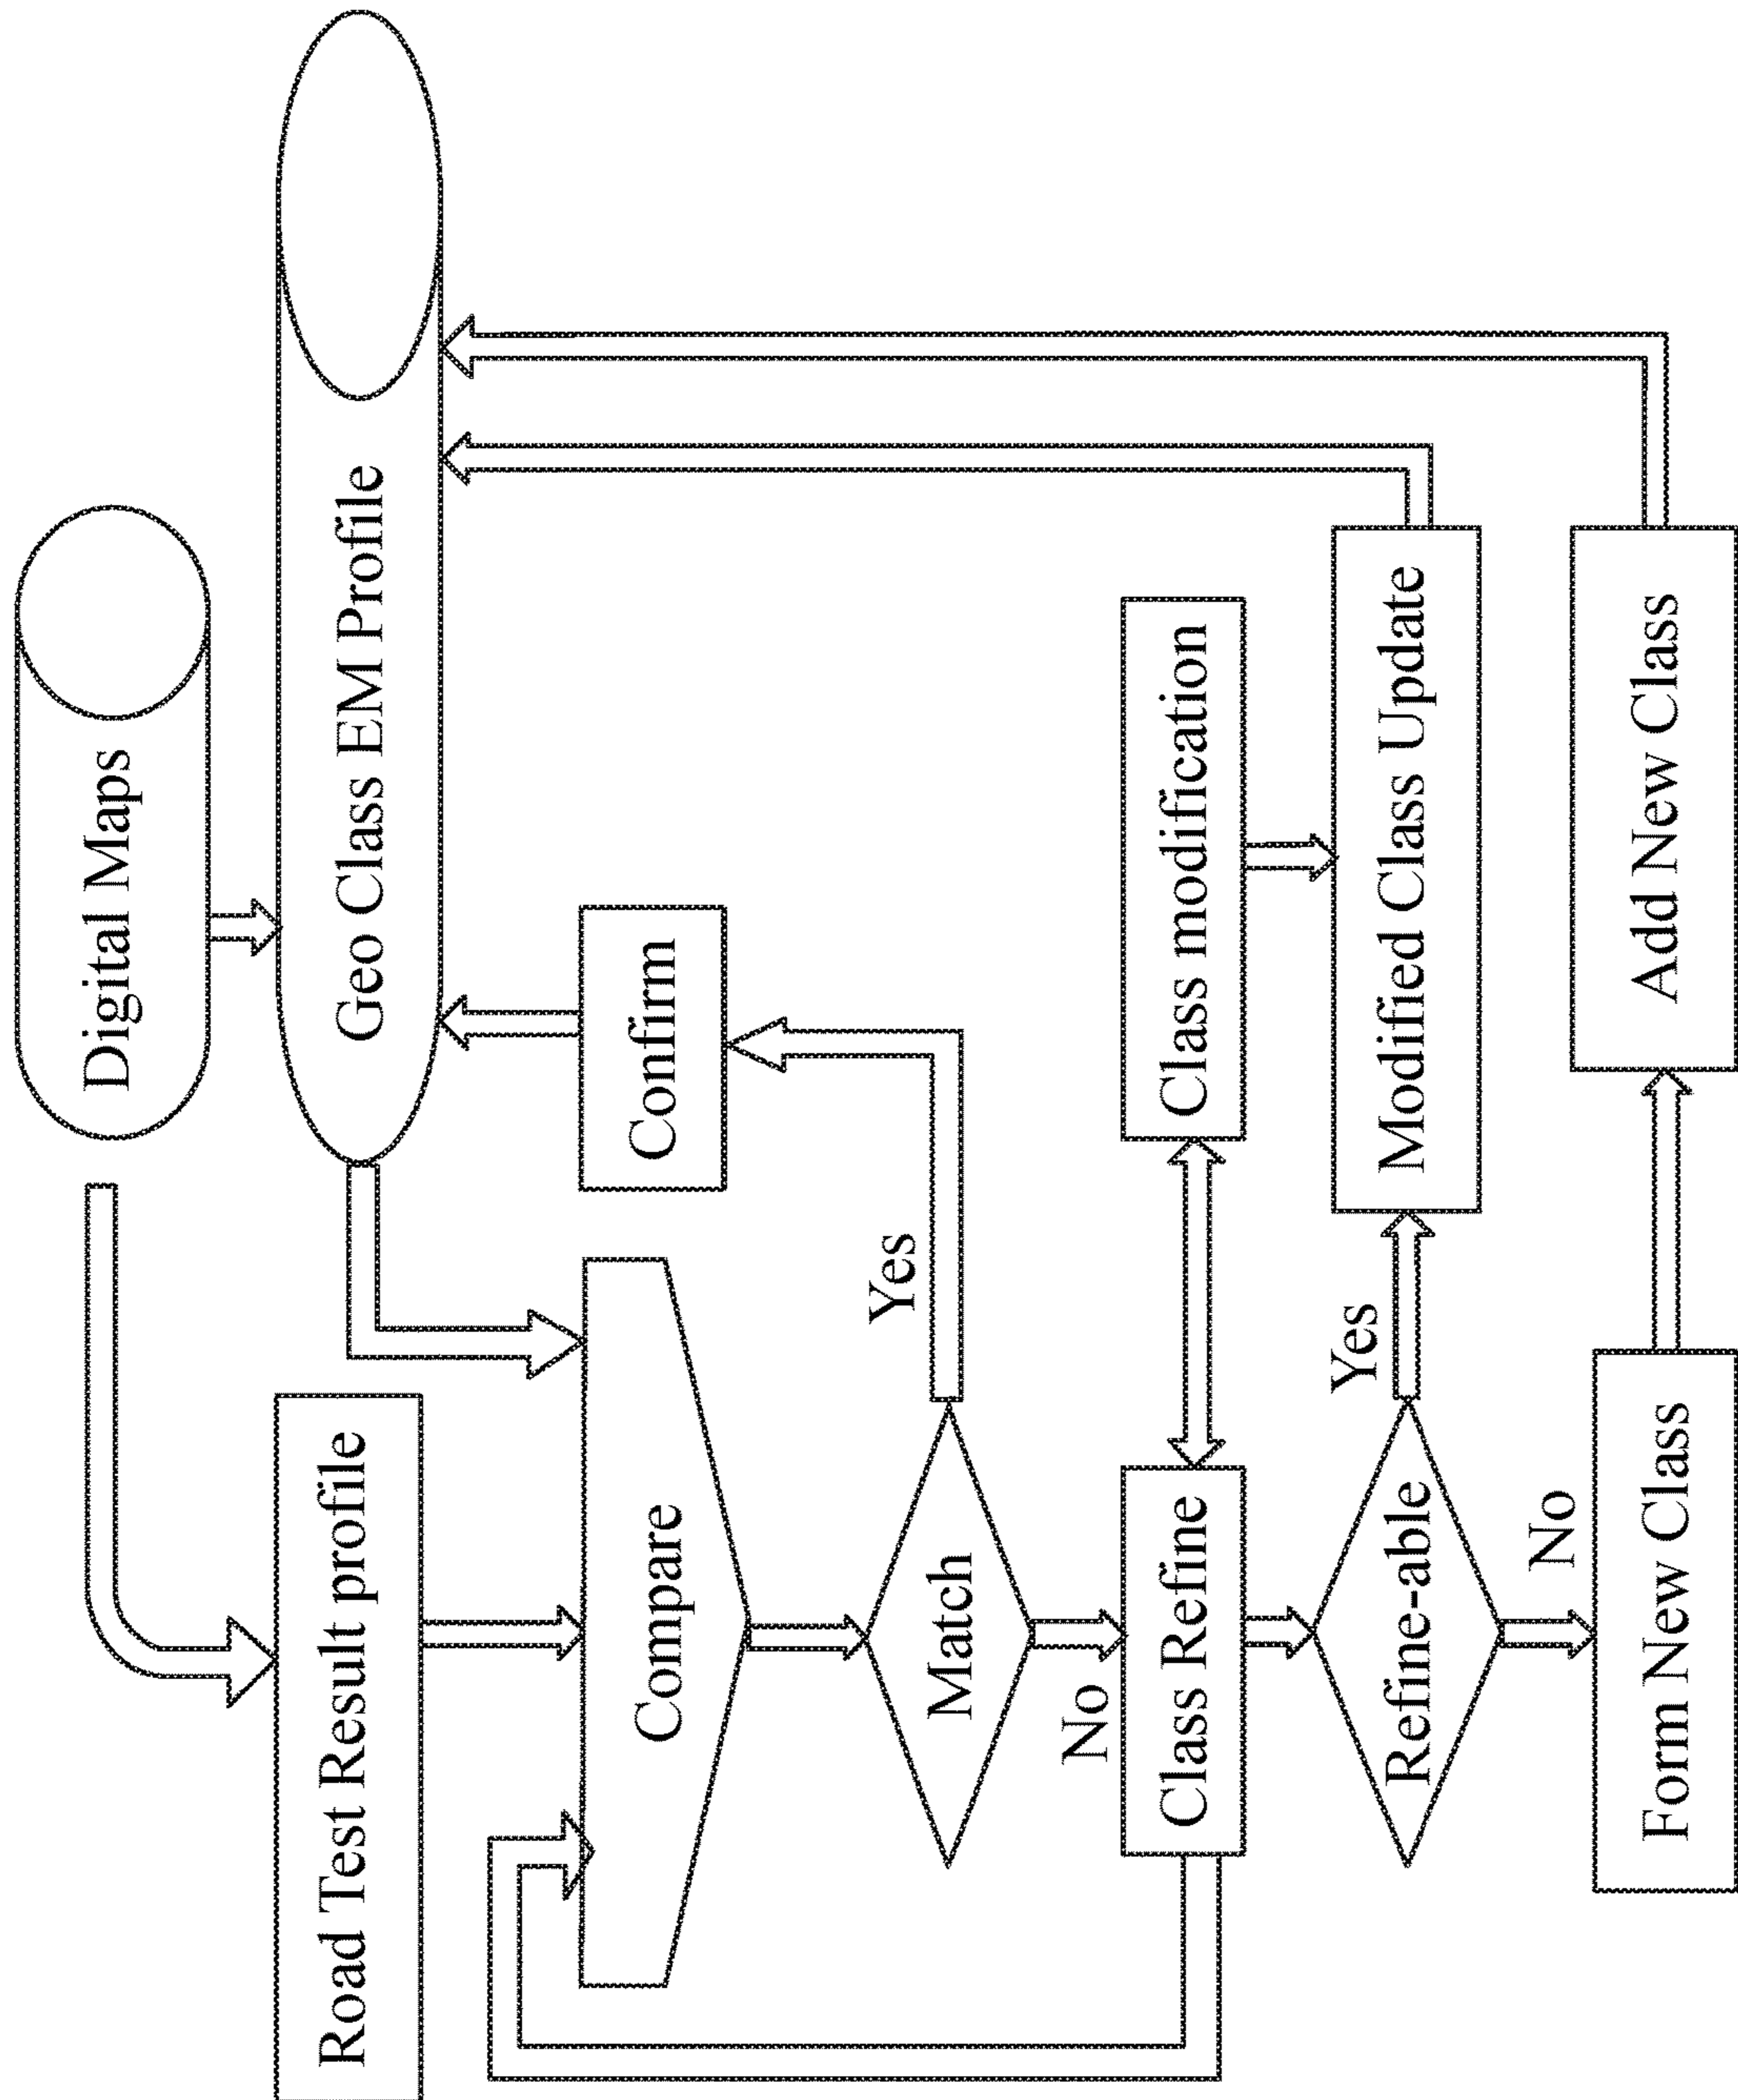 Digital Maps
Road Test Result profile
Geo Class EM Profile
Compare
Confirm
Match
Yes
No
Class Refine
Class modification
Refine-able
Yes
Modified Class Update
No
Form New Class
Add New Class